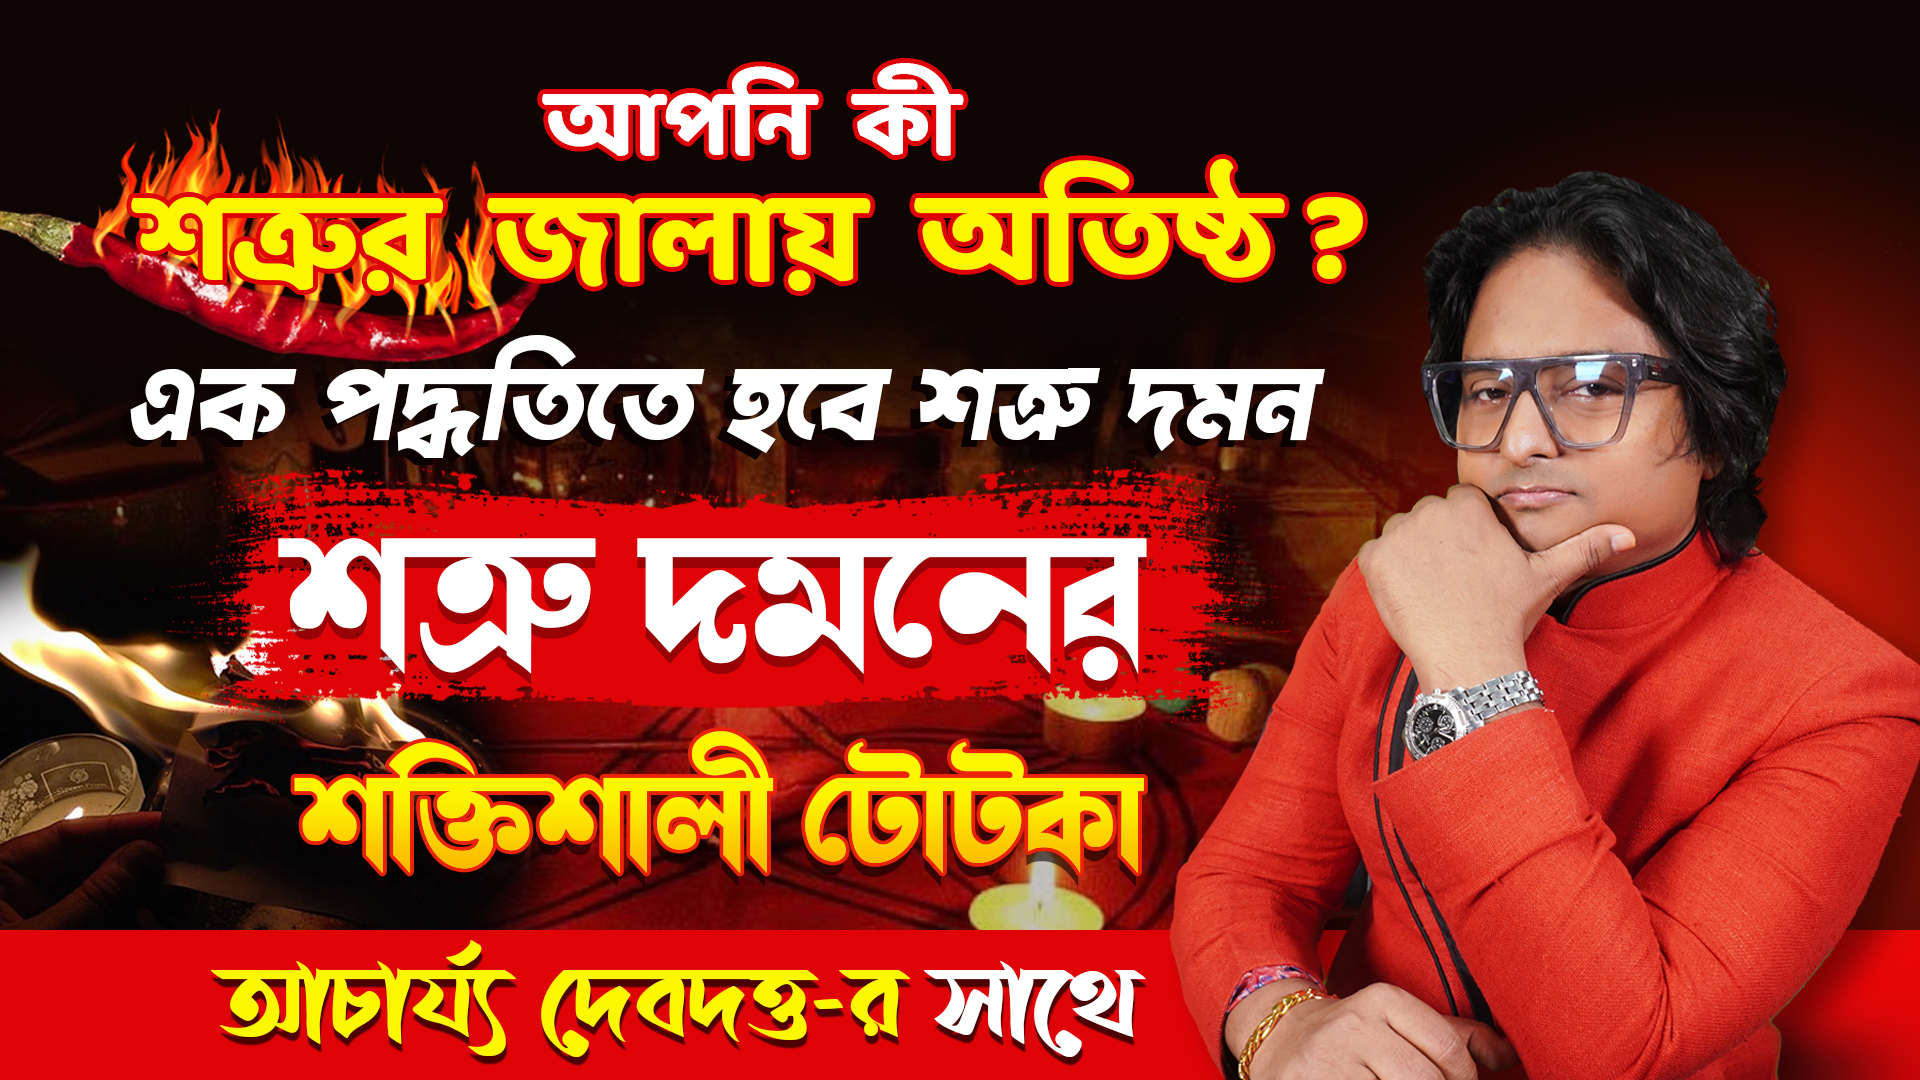 আপনি কী
শত্রুর জালায় অতিষ্ঠ ?
এক পদ্ধতিতে হবে শত্রু দমন
শত্রু দমনের
শক্তিশালী টোটকা
আচার্য্য দেবদত্ত-র সাথে